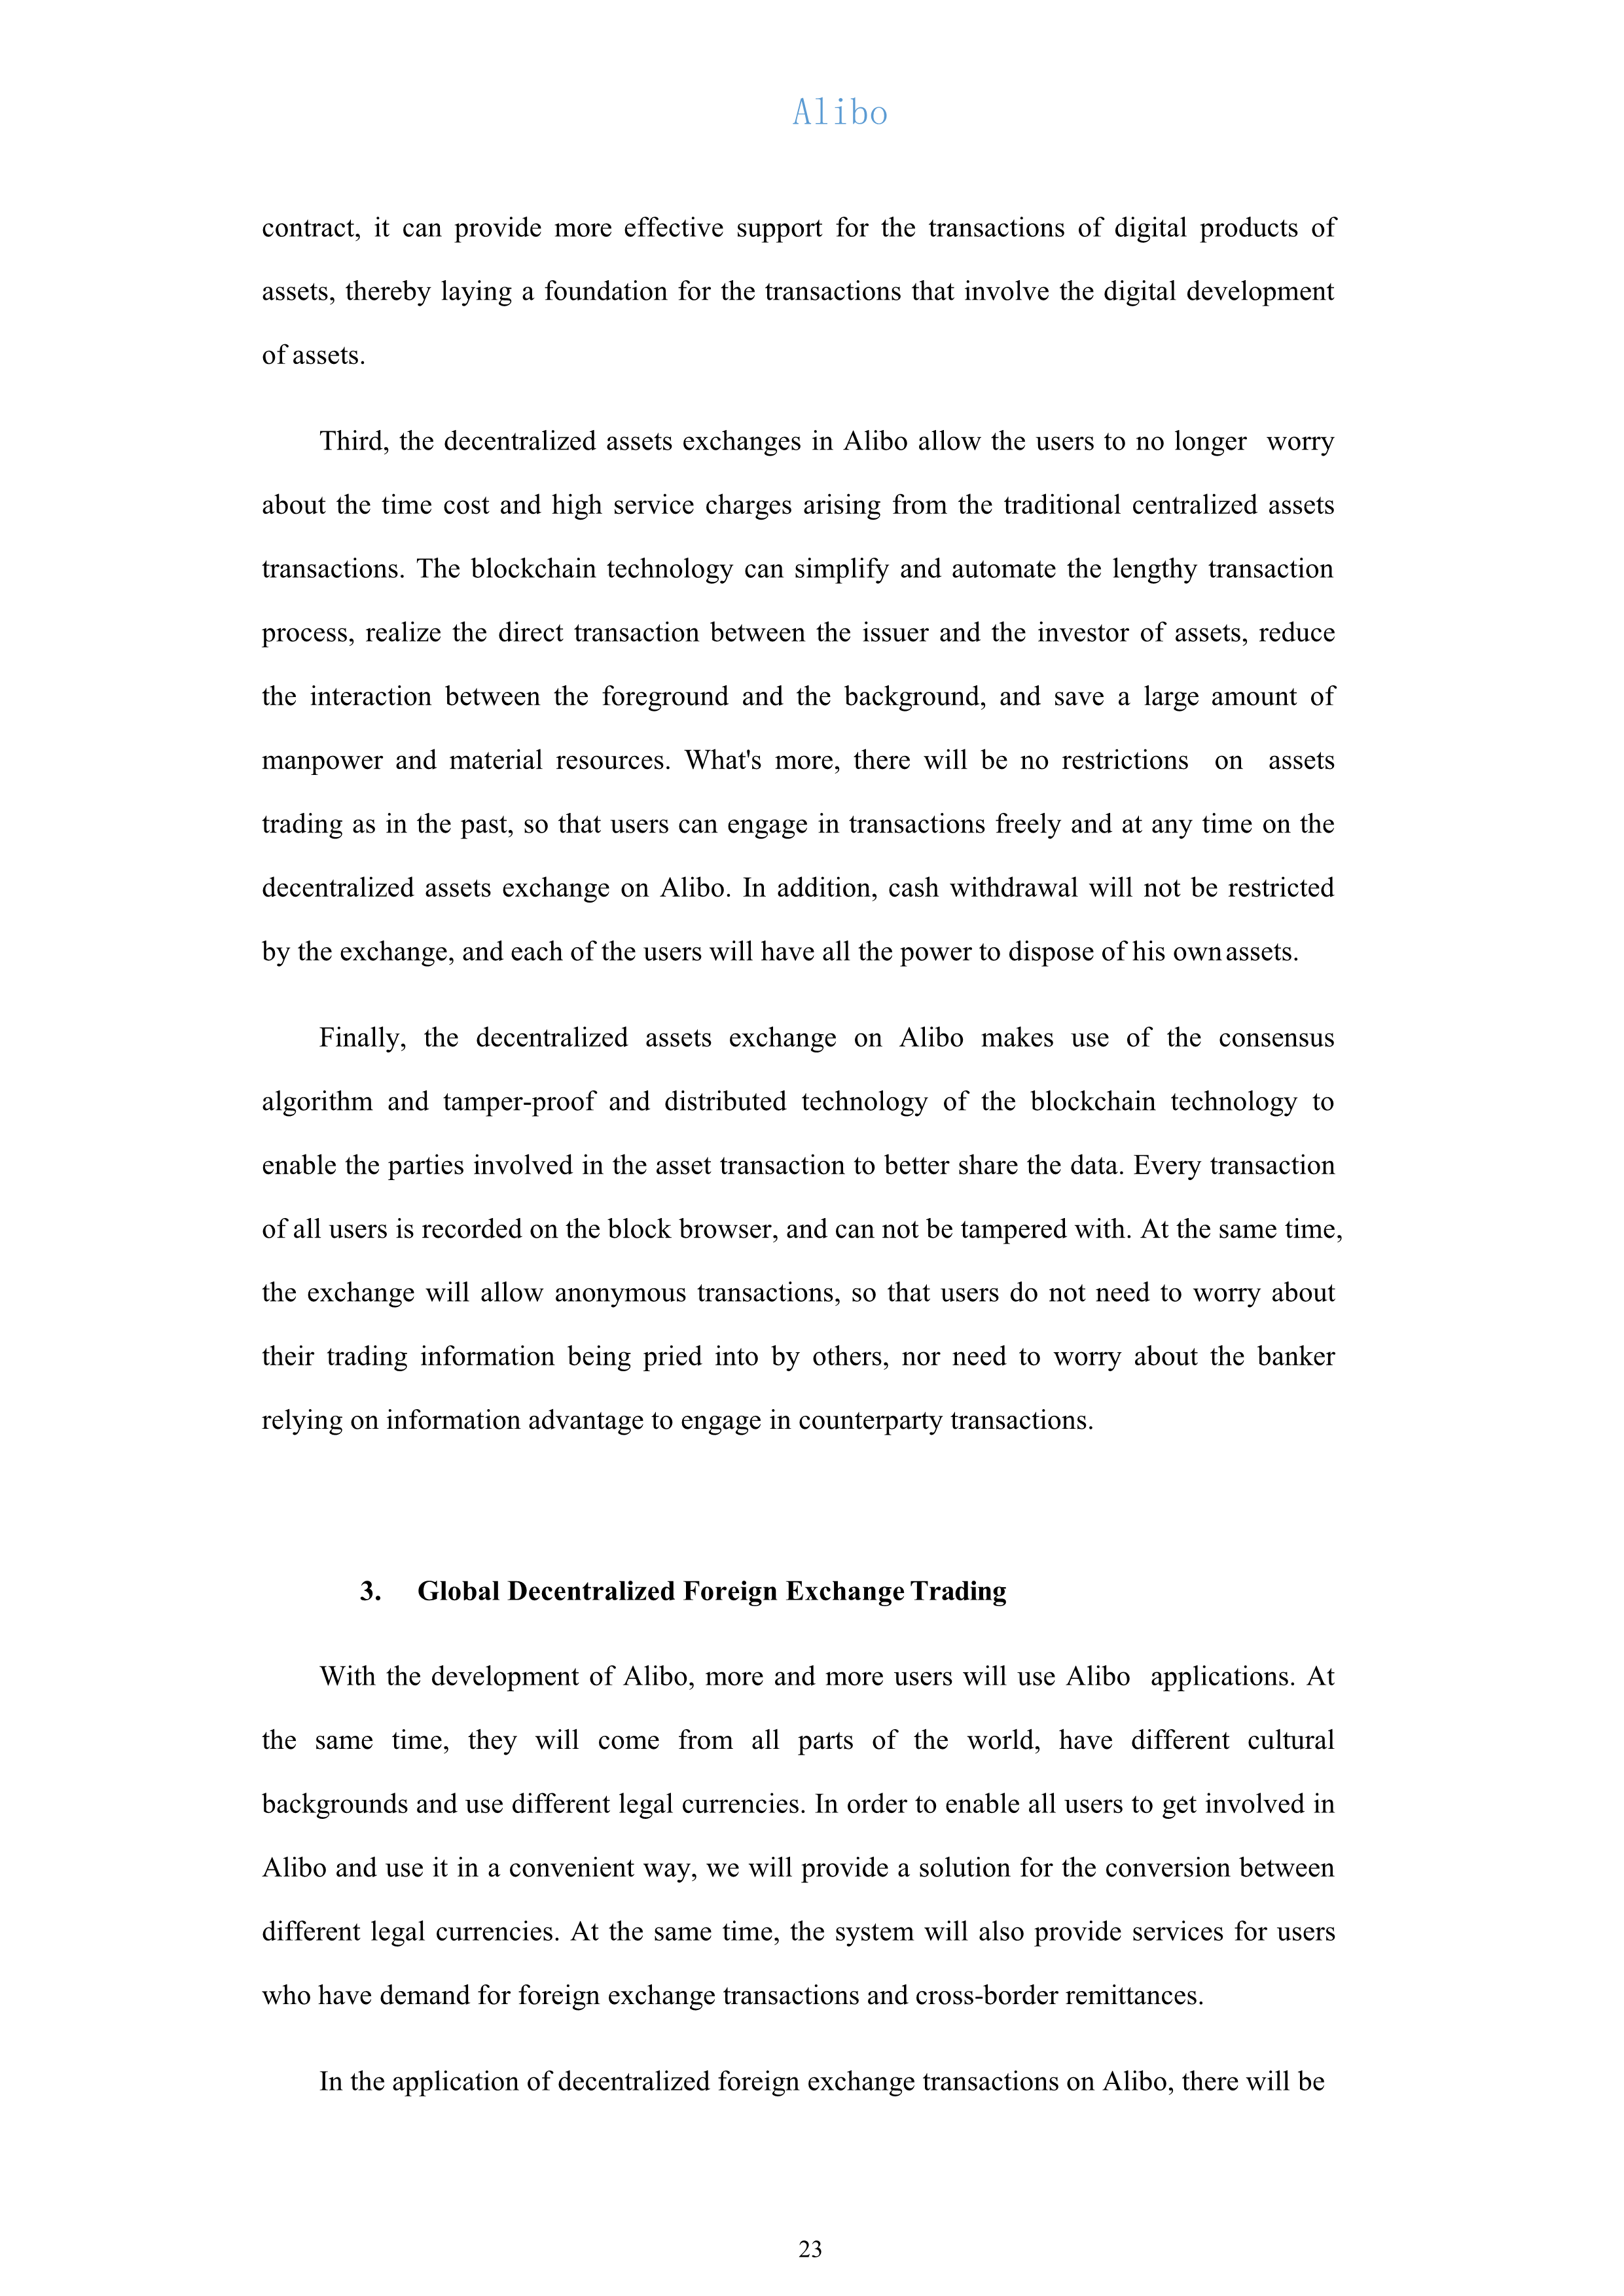 Alibo
contract, it can provide more effective support for the transactions of digital products of
assets, thereby laying a foundation for the transactions that involve the digital development
of assets.
Third, the decentralized assets exchanges in Alibo allow the users to no longer worry
about the time cost and high service charges arising from the traditional centralized assets
transactions. The blockchain technology can simplify and automate the lengthy transaction
process, realize the direct transaction between the issuer and the investor of assets, reduce
the interaction between the foreground and the background, and save a large amount of
manpower and material resources. What's more, there will be no restrictions on assets
trading as in the past, so that users can engage in transactions freely and at any time on the
decentralized assets exchange on Alibo. In addition, cash withdrawal will not be restricted
by the exchange, and each of the users will have all the power to dispose of his own assets.
Finally, the decentralized assets exchange on Alibo makes use of the consensus
algorithm and tamper-proof and distributed technology of the blockchain technology to
enable the parties involved in the asset transaction to better share the data. Every transaction
of all users is recorded on the block browser, and can not be tampered with. At the same time,
the exchange will allow anonymous transactions, so that users do not need to worry about
their trading information being pried into by others, nor need to worry about the banker
relying on information advantage to engage in counterparty transactions.
3. Global Decentralized Foreign Exchange Trading
With the development of Alibo, more and more users will use Alibo applications. At
the same time, they will come from all parts of the world, have different cultural
backgrounds and use different legal currencies. In order to enable all users to get involved in
Alibo and use it in a convenient way, we will provide a solution for the conversion between
different legal currencies. At the same time, the system will also provide services for users
who have demand for foreign exchange transactions and cross-border remittances.
In the application of decentralized foreign exchange transactions on Alibo, there will be
23